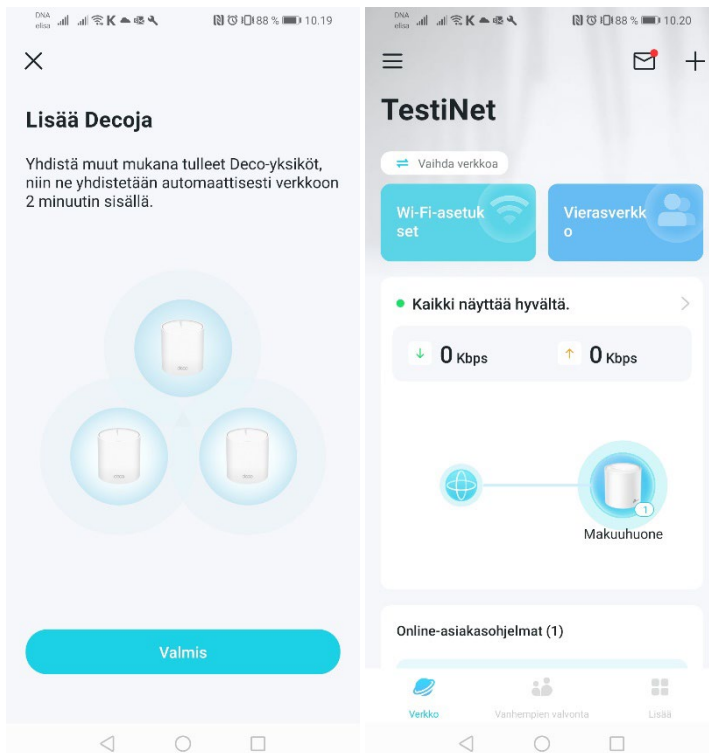 DNA
elisa
K
88 %
10.19
Lisää Decoja
Yhdistä muut mukana tulleet Deco-yksiköt,
niin ne yhdistetään automaattisesti verkkoon
2 minuutin sisällä.
Valmis
DNA
elisa
K
88 %
10.20
TestiNet
Vaihda verkkoa
Wi-Fi-asetuk
set
Vierasverkk
o
Kaikki näyttää hyvältä.
0 Kbps
0 Kbps
1
Makuuhuone
Online-asiakasohjelmat (1)
Verkko
Vanhempien valvonta
Lisää